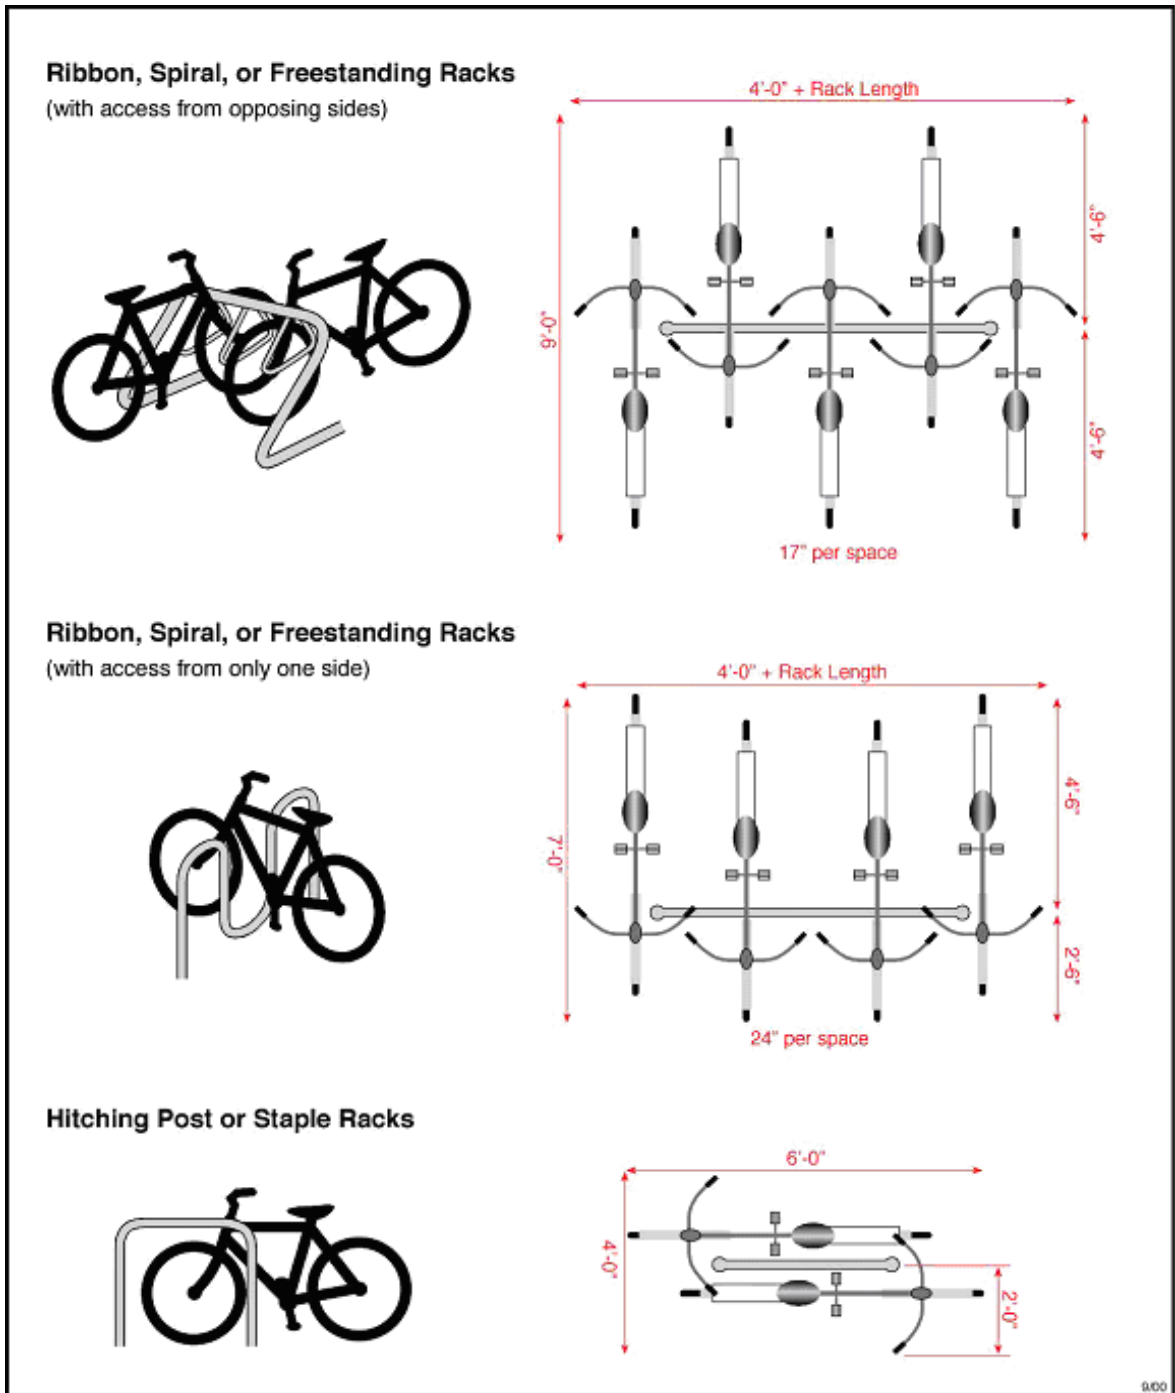 Ribbon, Spiral, or Freestanding Racks
(with access from opposing sides)
4'-0" + Rack Length
9'-0"
4'-6"
4'-6"
17" per space
Ribbon, Spiral, or Freestanding Racks
(with access from only one side)
4'-0" + Rack Length
7'-0"
4'-6"
2'-6"
24" per space
Hitching Post or Staple Racks
6'-0"
4'-0"
2'-0"
9/00